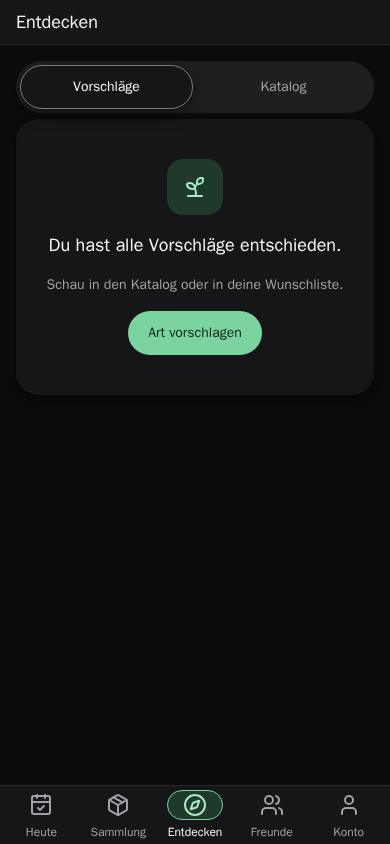 Entdecken
Vorschläge
Katalog
Du hast alle Vorschläge entschieden.
Schau in den Katalog oder in deine Wunschliste.
Art vorschlagen
Heute
Sammlung
Entdecken
Freunde
Konto